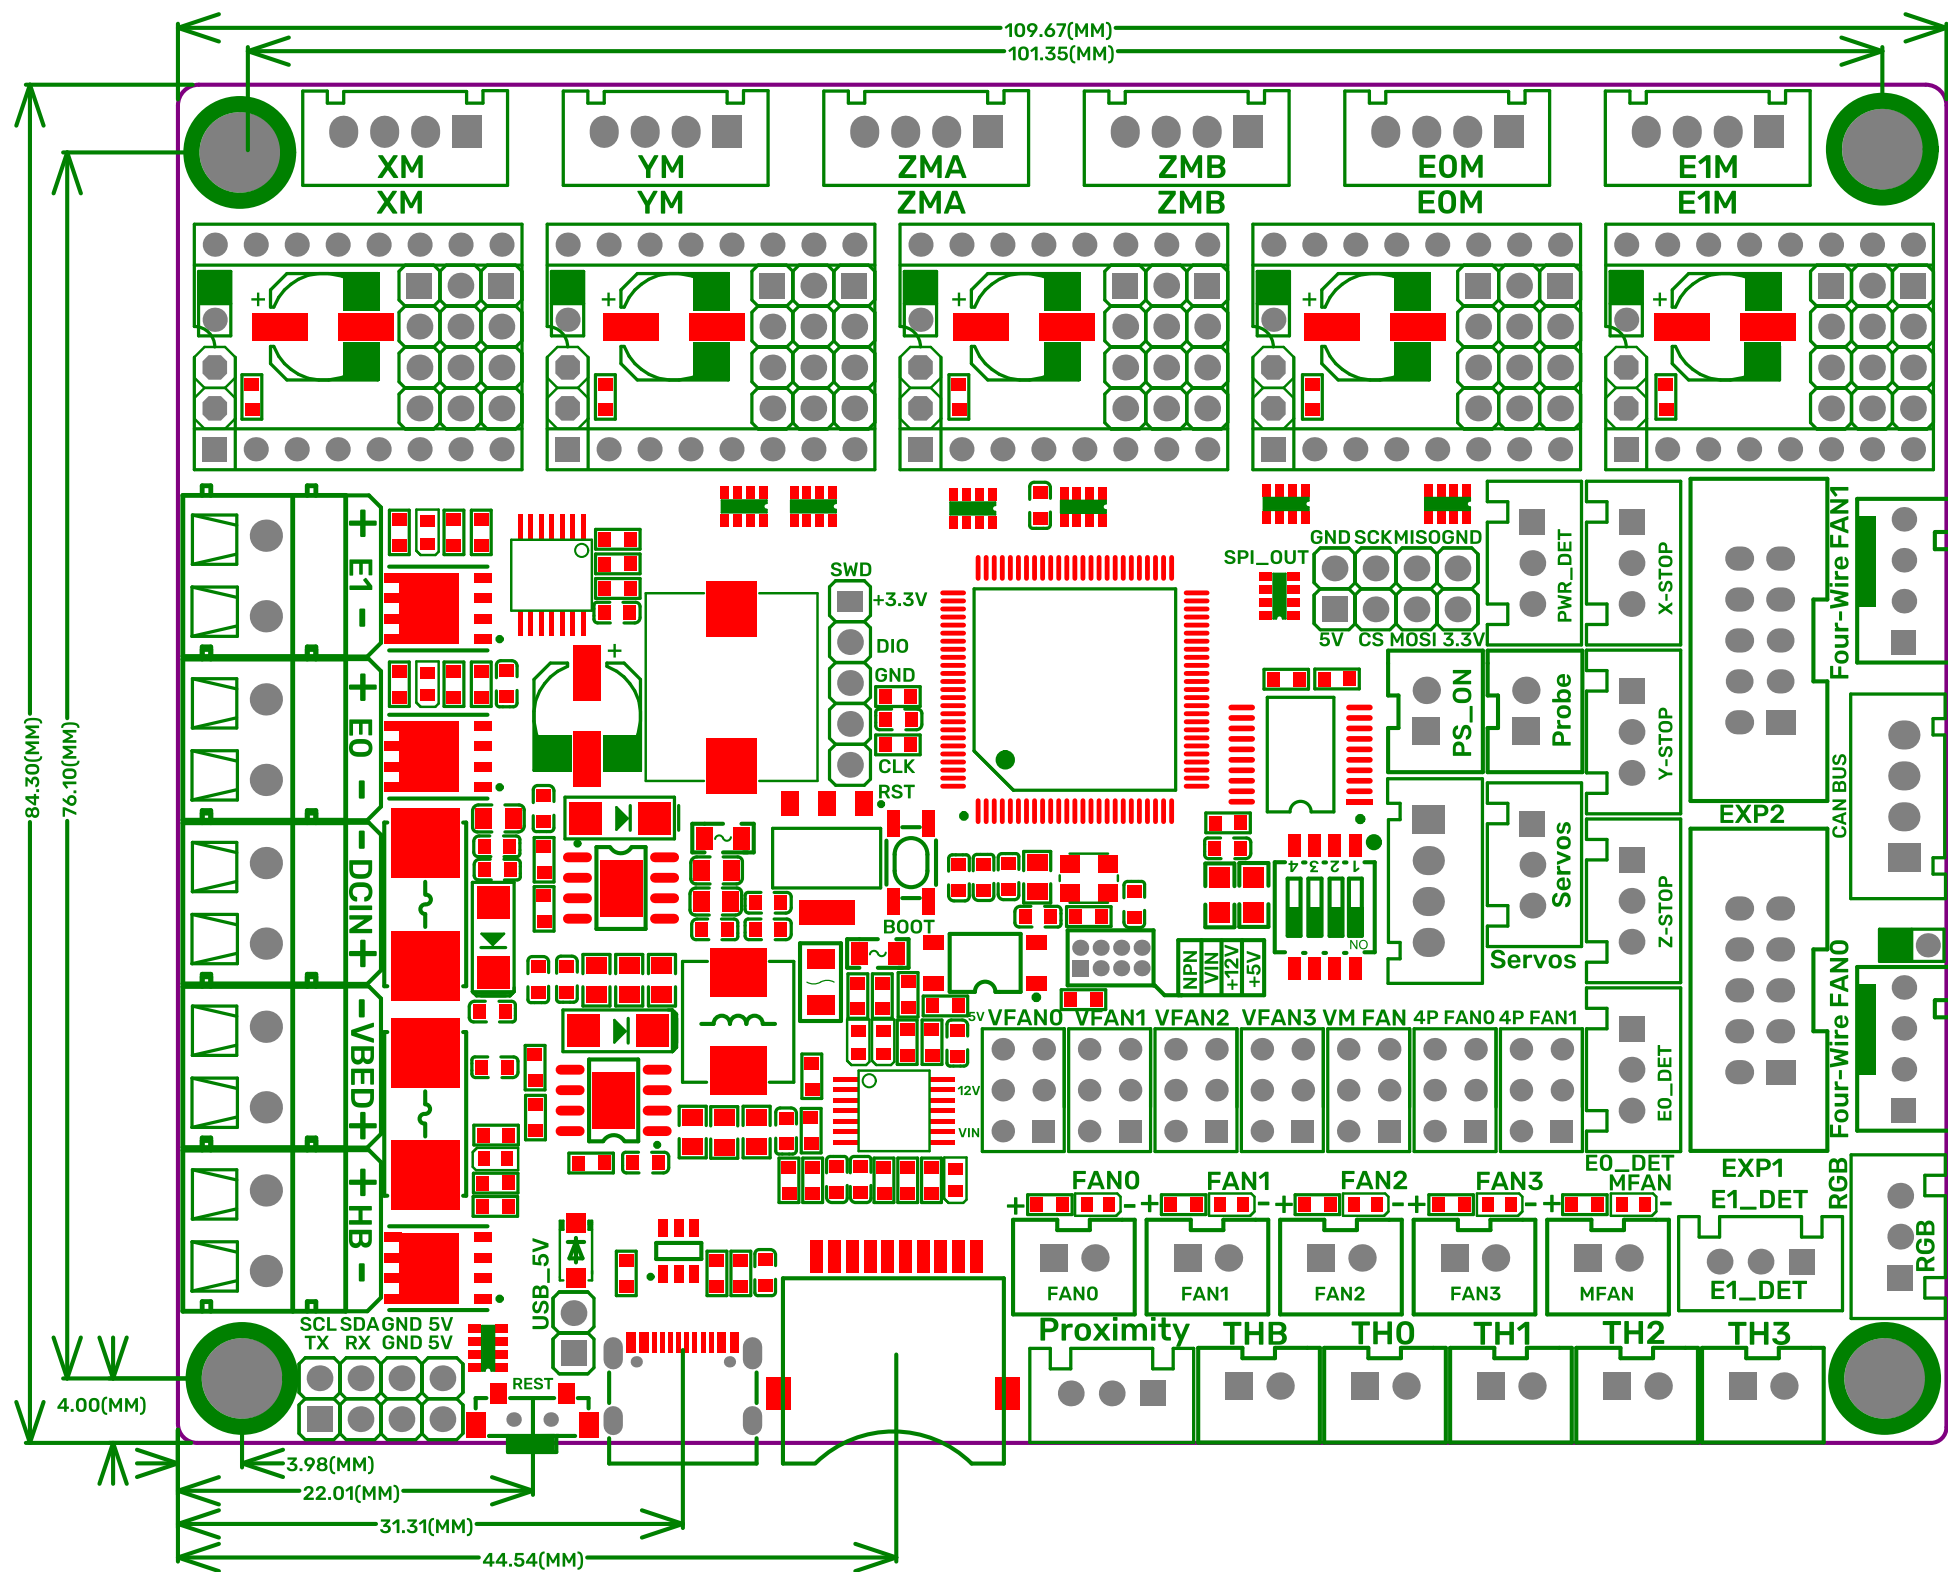 109.67(MM)
101.35(MM)
XM YM ZMA ZMB E0M E1M
XM YM ZMA ZMB E0M E1M
+ + + + +
84.30(MM)
76.10(MM)
+ E1 -
+ E0 -
- DCIN +
- VBED +
+ HB -
+
SWD
+3.3V
DIO
GND
CLK
RST
BOOT
SPI_OUT
GND SCK MISO GND
5V CS MOSI 3.3V
PWR_DET
X-STOP
Four-Wire FAN1
PS_ON
Probe
Y-STOP
CAN BUS
EXP2
Servos
Servos
Z-STOP
4 3 2 1
NO
NPN
VIN
+12V
+5V
Four-Wire FAN0
5V
12V
VIN
VFAN0 VFAN1 VFAN2 VFAN3 VM FAN 4P FAN0 4P FAN1
E0_DET
E0_DET
EXP1
RGB
FAN0 FAN1 FAN2 FAN3 MFAN
+ - + - + - + - + -
E1_DET
FAN0 FAN1 FAN2 FAN3 MFAN
E1_DET
RGB
USB_5V
SCL SDA GND 5V
TX RX GND 5V
REST
Proximity THB TH0 TH1 TH2 TH3
4.00(MM)
3.98(MM)
22.01(MM)
31.31(MM)
44.54(MM)